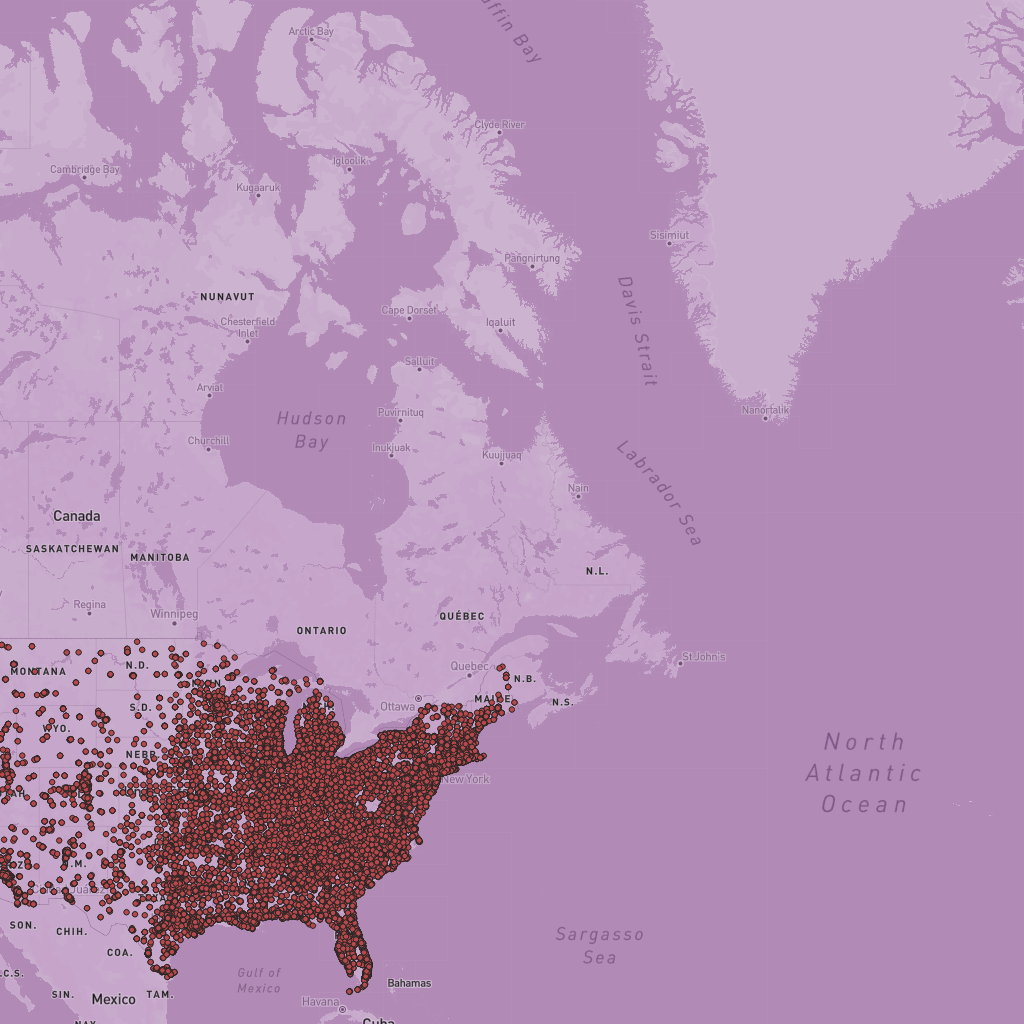 Arctic Bay
Clyde River
Igloolik
Cambridge Bay
Kugaaruk
Sisimiut
Pangnirtung
NUNAVUT
Cape Dorset
Iqaluit
Chesterfield
Inlet
Davis Strait
Salluit
Arviat
Nanortalik
Puvirnituq
Hudson
Bay
Churchill
Inukjuak
Kuujjuaq
Labrador Sea
Nain
Canada
SASKATCHEWAN
MANITOBA
N.L.
Regina
Winnipeg
QUÉBEC
ONTARIO
St John's
Quebec
MONTANA
N.D.
N.B.
Ottawa
N.S.
S.D.
WYO.
North
Atlantic
Ocean
NEBR.
New York
SON.
CHIH.
Sargasso
Sea
COA.
Gulf of
Mexico
Bahamas
SIN.
Mexico
TAM.
Havana
Cuba
NAY.